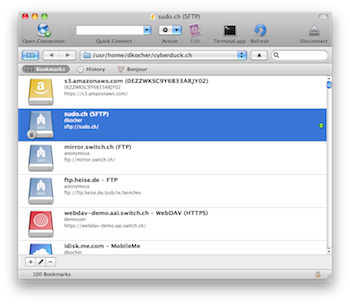 sudo.ch (SFTP)
Open Connection
Quick Connect
Action
Edit
Terminal.app
Refresh
Disconnect
/usr/home/dkocher/cyberduck.ch
Bookmarks
History
Bonjour
s3.amazonaws.com (0EZZWKSC9Y6833ARJYF2)
0EZZWKSC9Y6833ARJYF2
https://s3.amazonaws.com/
sudo.ch (SFTP)
dkocher
sftp://sudo.ch/
mirror.switch.ch (FTP)
anonymous
ftp://mirror.switch.ch/
ftp.heise.de - FTP
anonymous
ftp://ftp.heise.de/pub/ix/benches
webdav-demo.aai.switch.ch - WebDAV (HTTPS)
demouser
https://webdav-demo.aai.switch.ch/
idisk.me.com - MobileMe
dkocher
100 Bookmarks